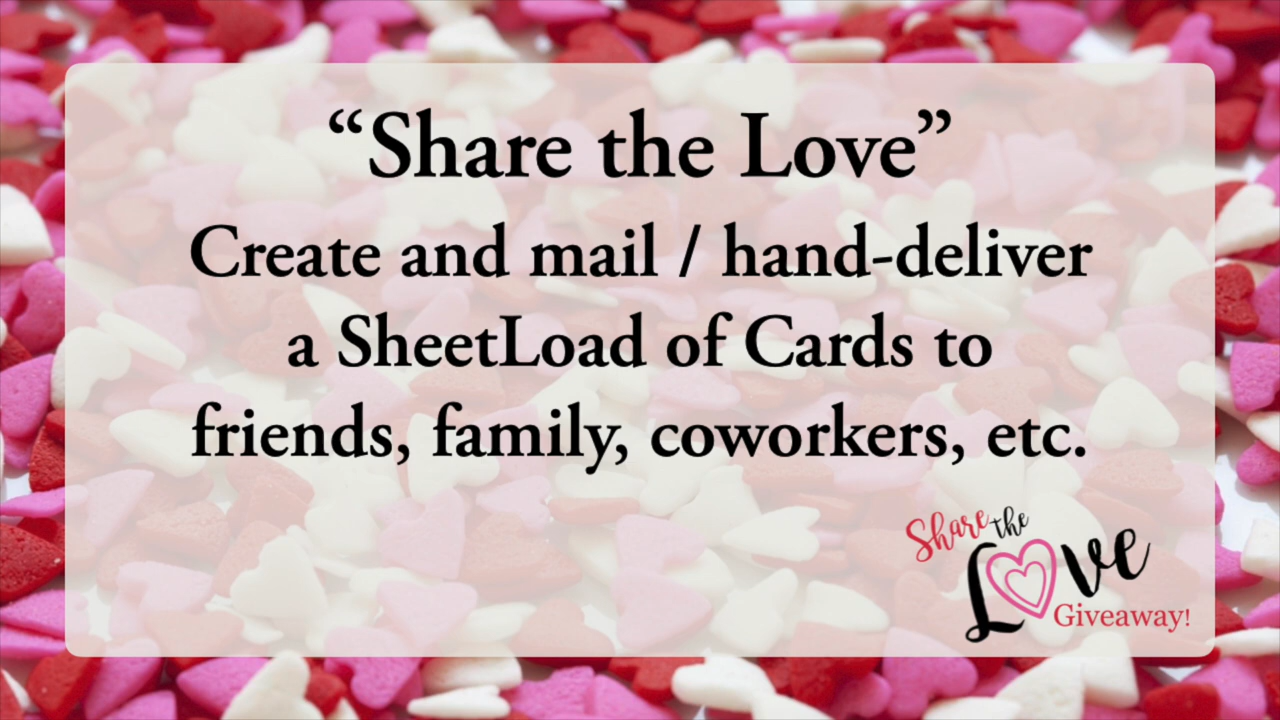 “Share the Love”
Create and mail / hand-deliver
a SheetLoad of Cards to
friends, family, coworkers, etc.
Share the
Love
Giveaway!